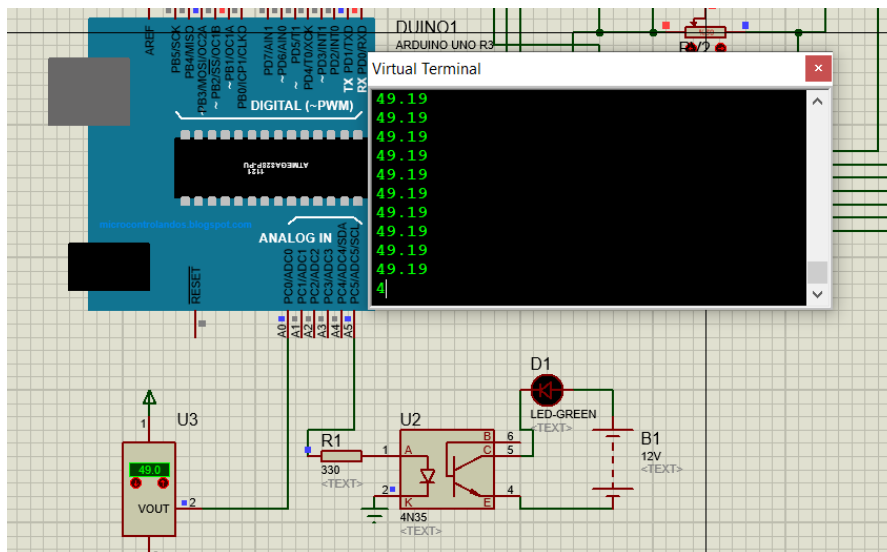 DUINO1
ARDUINO UNO R3
AREF
PB5/SCK
PB4/MISO
~PB3/MOSI/OC2A
~ PB2/SS/OC1B
~ PB1/OC1A
PB0/ICP1/CLKO
PD7/AIN1
~ PD6/AIN0
~ PD5/T1
PD4/T0/XCK
~ PD3/INT1
PD2/INT0
TX PD1/TXD
RX PD0/RXD
DIGITAL (~PWM)
1121
ATMEGA328P-PU
microcontrolandos.blogspot.com
ANALOG IN
RESET
PC0/ADC0
PC1/ADC1
PC2/ADC2
PC3/ADC3
PC4/ADC4/SDA
PC5/ADC5/SCL
A0
A1
A2
A3
A4
A5
RV2
Virtual Terminal
49.19
49.19
49.19
49.19
49.19
49.19
49.19
49.19
49.19
49.19
4
U3
1
49.0
VOUT
2
R1
330
<TEXT>
U2
1
A
2
K
B
6
C
5
E
4
4N35
<TEXT>
D1
LED-GREEN
<TEXT>
B1
12V
<TEXT>